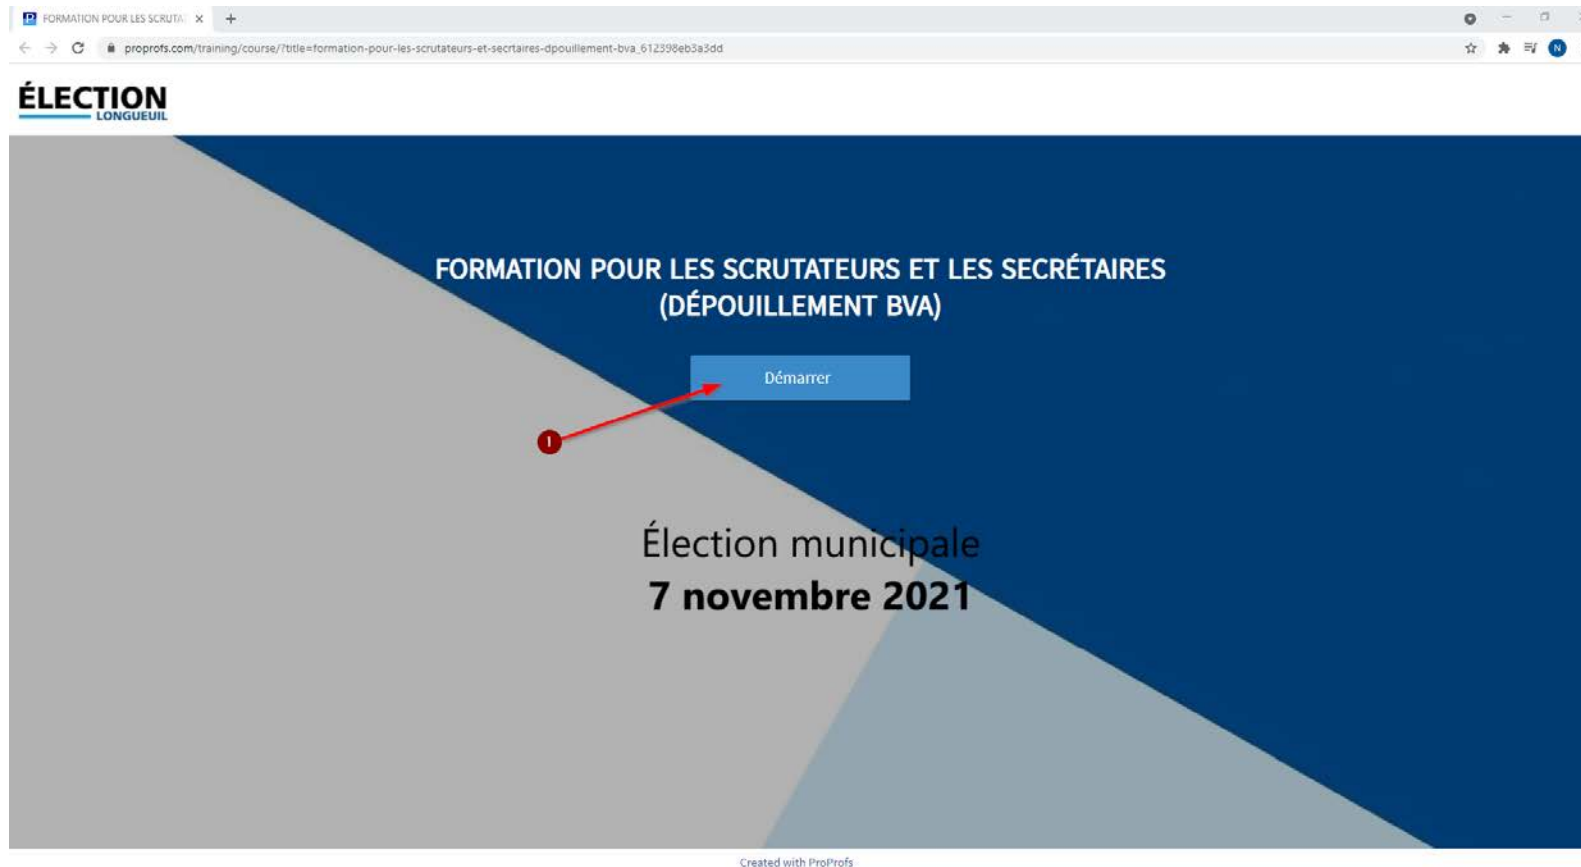 FORMATION POUR LES SCRUTA
proprofs.com/training/course/?title=formation-pour-les-scrutateurs-et-secrtaires-dpouillement-bva_612398eb3a3dd
N
ÉLECTION
LONGUEUIL
FORMATION POUR LES SCRUTATEURS ET LES SECRÉTAIRES
(DÉPOUILLEMENT BVA)
Démarrer
1
Élection municipale
7 novembre 2021
Created with ProProfs